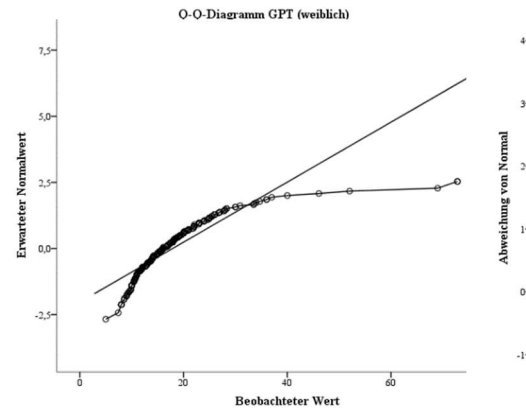 Q-Q-Diagramm GPT (weiblich)
Erwarteter Normalwert
7,5
5,0
2,5
0,0
-2,5
0
20
40
60
Beobachteter Wert
Abweichung von Normal